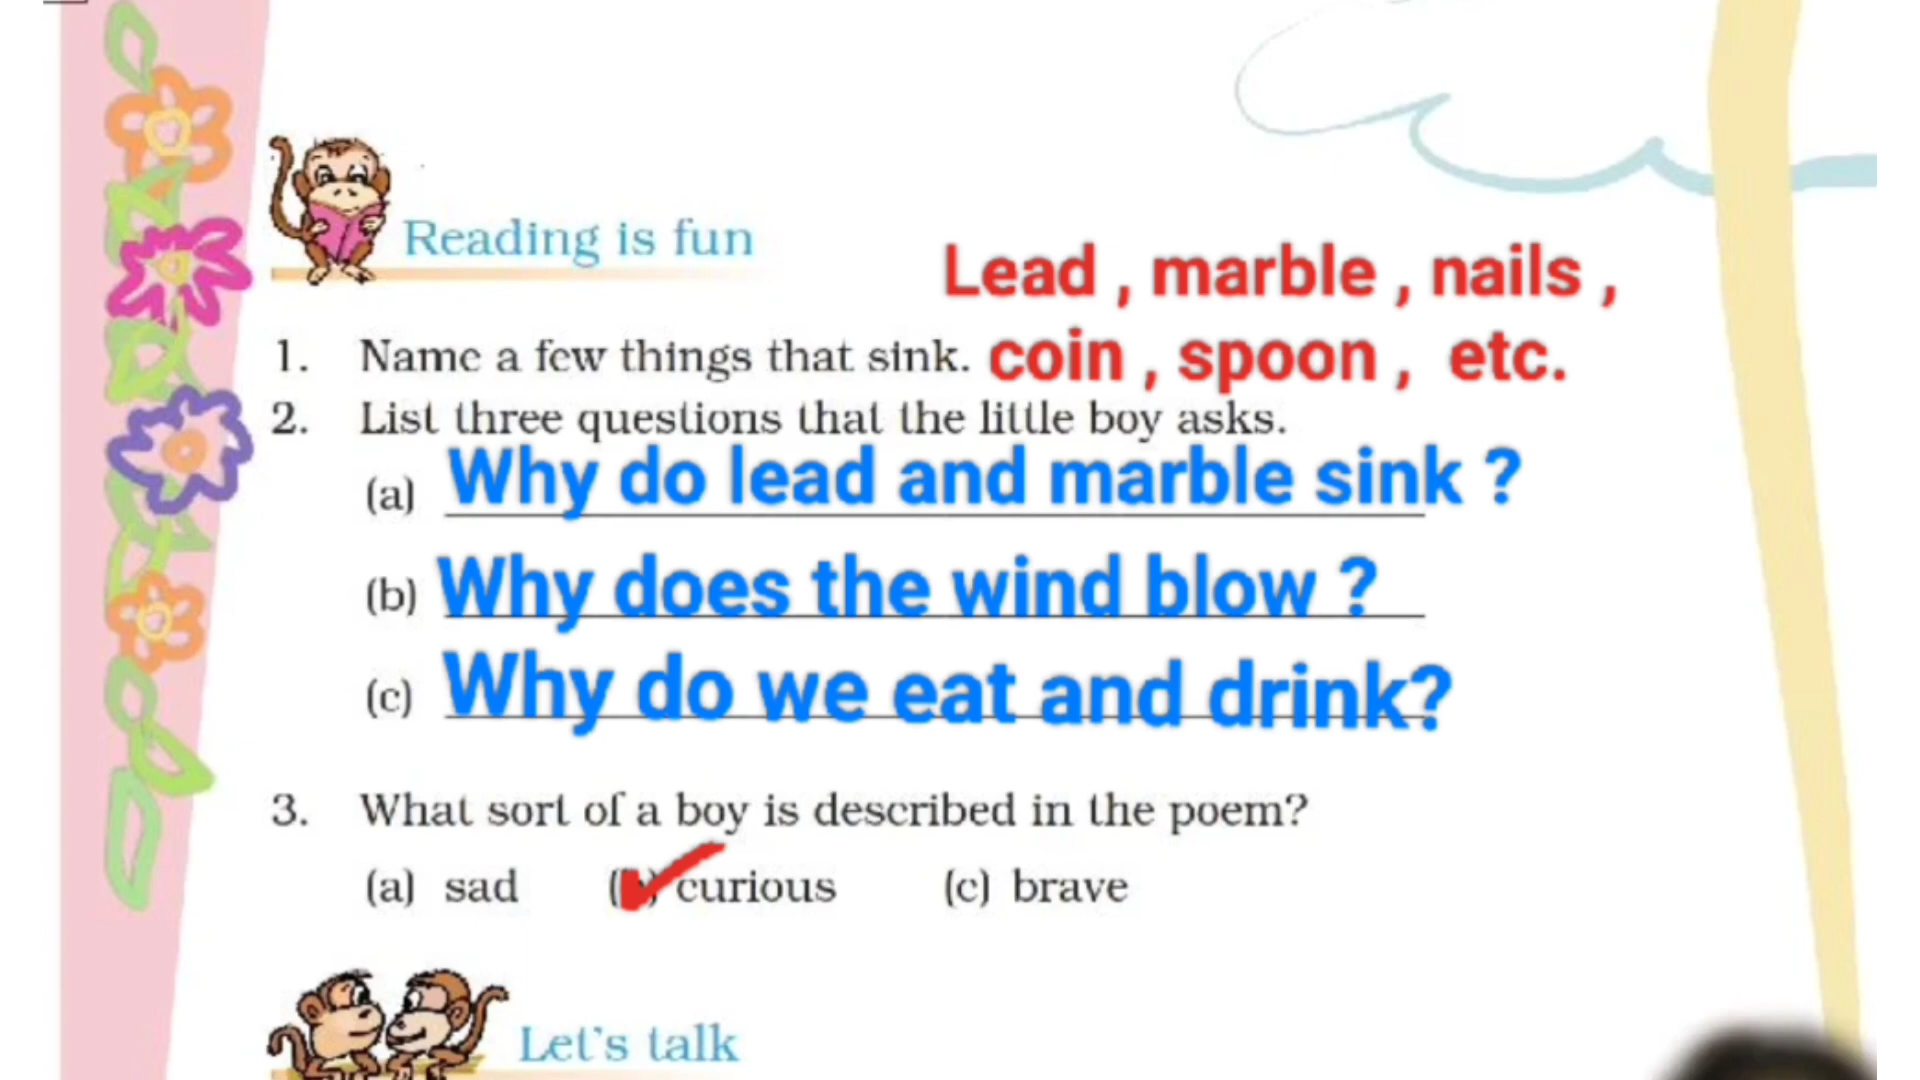 Reading is fun
Lead , marble , nails ,
1. Name a few things that sink. coin , spoon , etc.
2. List three questions that the little boy asks.
(a) Why do lead and marble sink ?
(b) Why does the wind blow ?
(c) Why do we eat and drink?
3. What sort of a boy is described in the poem?
(a) sad (b) curious (c) brave
Let's talk